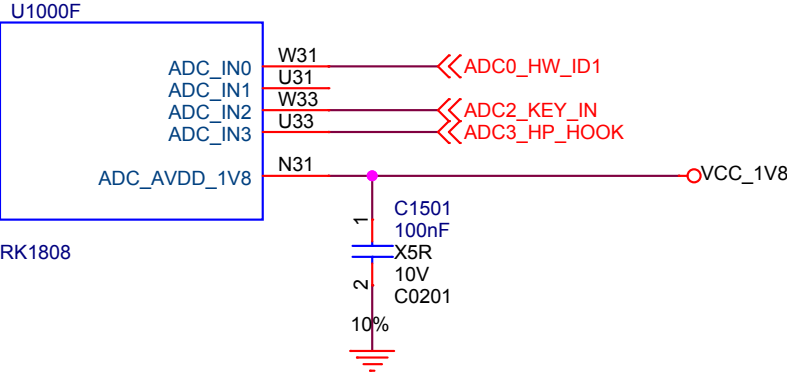 U1000F
ADC_IN0 W31 ADC0_HW_ID1
ADC_IN1 U31
ADC_IN2 W33 ADC2_KEY_IN
ADC_IN3 U33 ADC3_HP_HOOK
ADC_AVDD_1V8 N31 VCC_1V8
RK1808
1
C1501
100nF
X5R
10V
2
C0201
10%